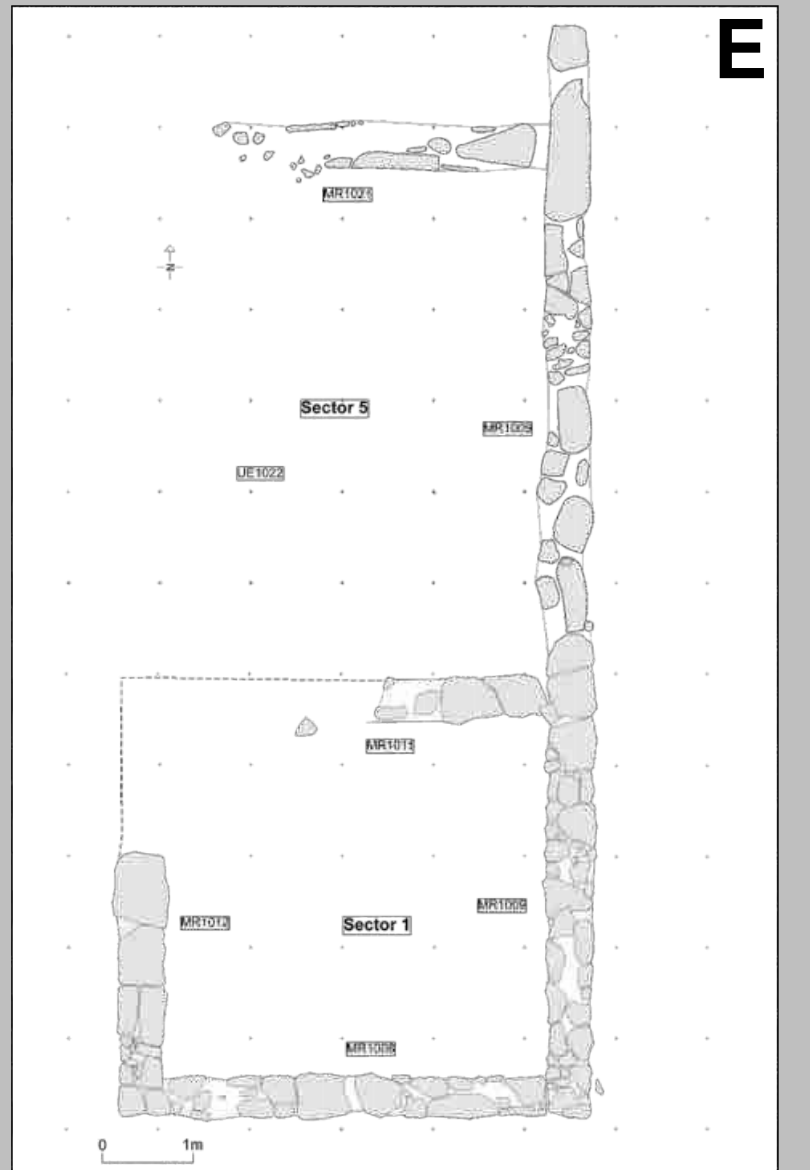 E
MR1021
N
Sector 5
MR1009
UE1022
MR1011
MR1009
MR1012
Sector 1
MR1008
0 1m